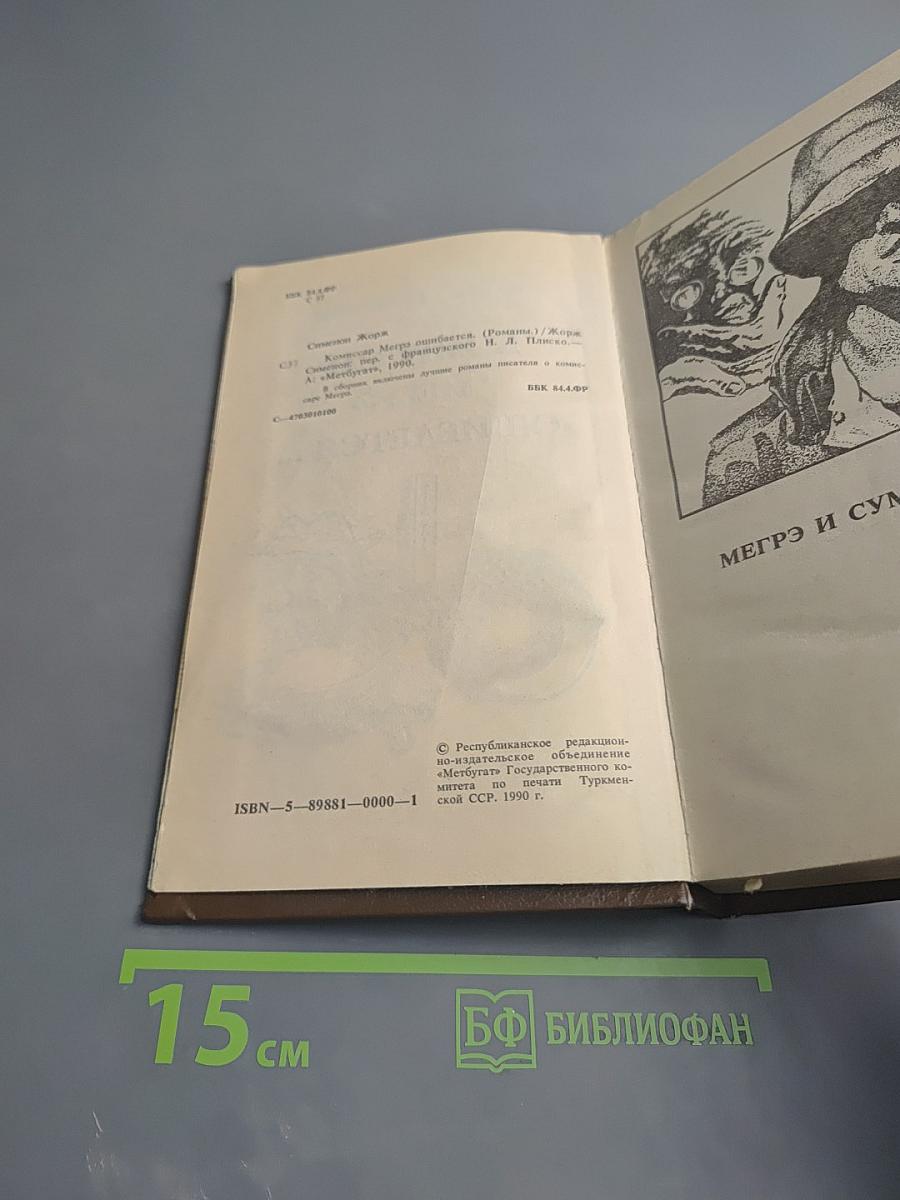 ББК 84.4.ФР
С 37
Сименон Жорж
С37 Комиссар Мегрэ ошибается. (Романы.)/Жорж
Сименон: пер. с французского Н. Л. Плиско.—
А: «Метбугат», 1990.
В сборник включены лучшие романы писателя о комис-
саре Мегрэ.
С—4703010100
ББК 84.4.ФР
© Республиканское редакцион-
но-издательское объединение
«Метбугат» Государственного ко-
митета по печати Туркмен-
ской ССР. 1990 г.
ISBN—5—89881—0000—1
МЕГРЭ И СУМ
15 см
БФ БИБЛИОФАН